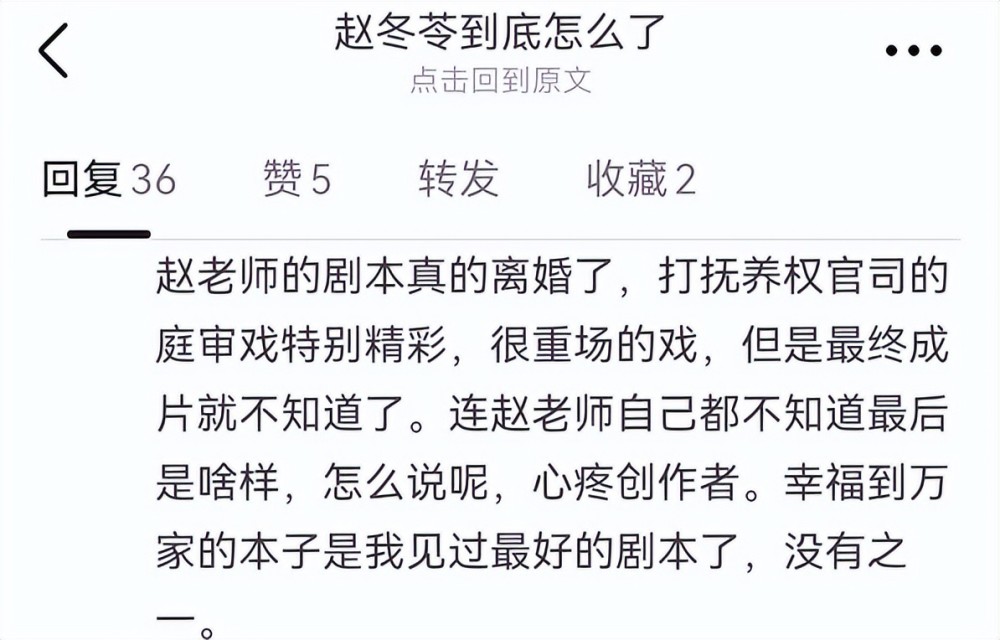 赵冬苓到底怎么了
点击回到原文
回复 36 赞 5 转发 收藏 2
赵老师的剧本真的离婚了，打抚养权官司的
庭审戏特别精彩，很重场的戏，但是最终成
片就不知道了。连赵老师自己都不知道最后
是啥样，怎么说呢，心疼创作者。幸福到万
家的本子是我见过最好的剧本了，没有之
一。